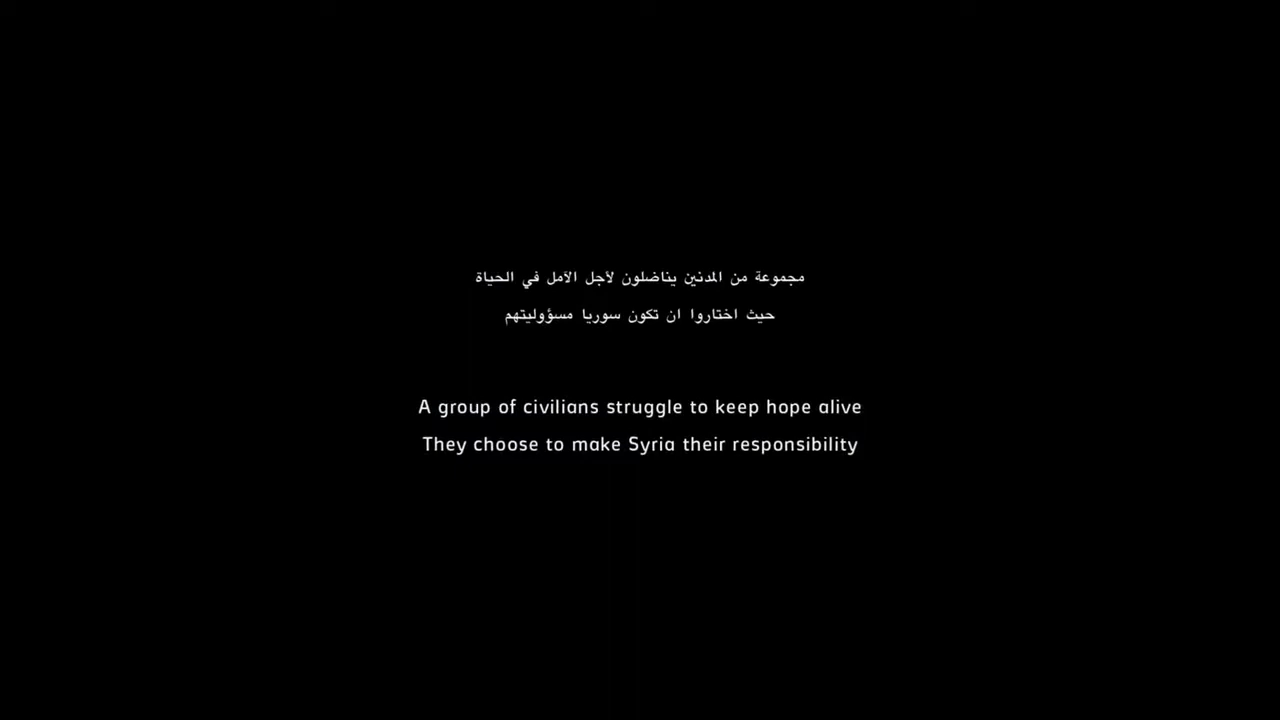 مجموعة من المدنين يناضلون لأجل الأمل في الحياة
حيث اختاروا ان تكون سوريا مسؤوليتهم
A group of civilians struggle to keep hope alive
They choose to make Syria their responsibility